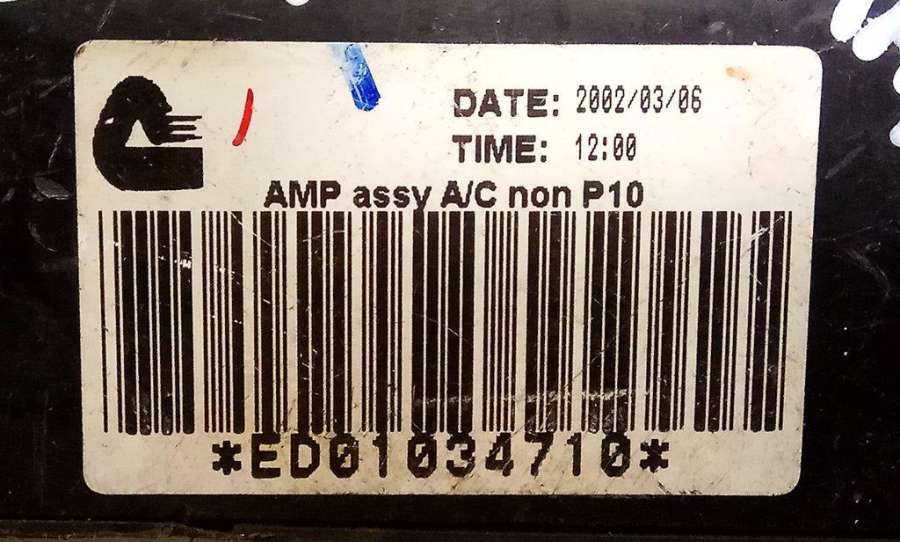 DATE: 2002/03/06
TIME: 12:00
AMP assy A/C non P10
*ED01034710*